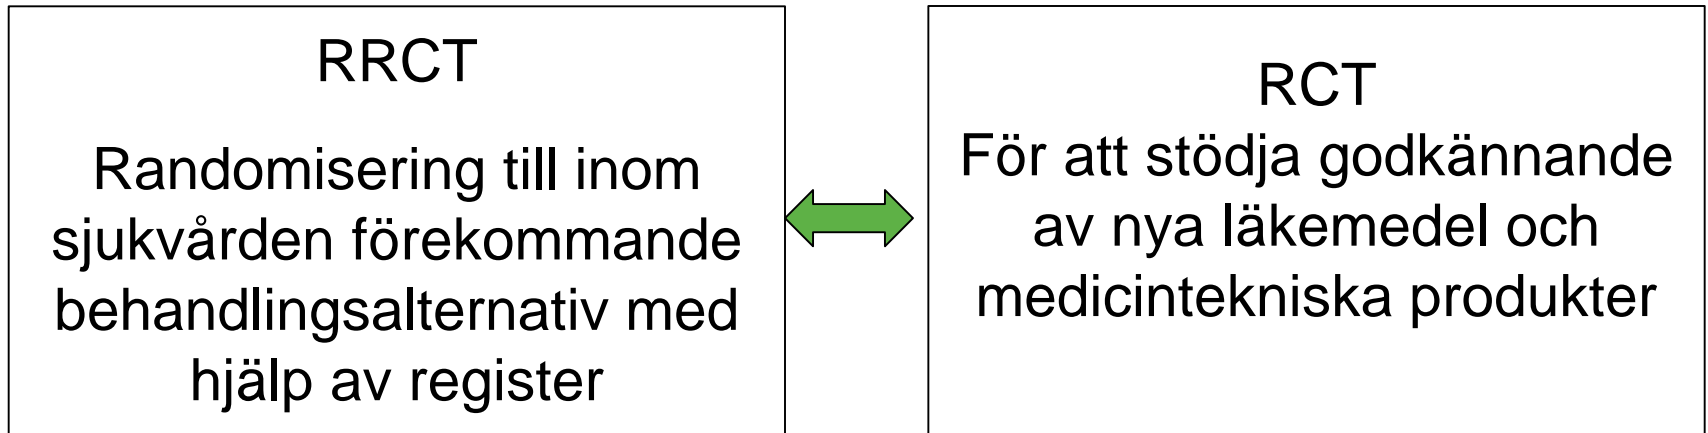 RRCT
Randomisering till inom
sjukvården förekommande
behandlingsalternativ med
hjälp av register
RCT
För att stödja godkännande
av nya läkemedel och
medicintekniska produkter